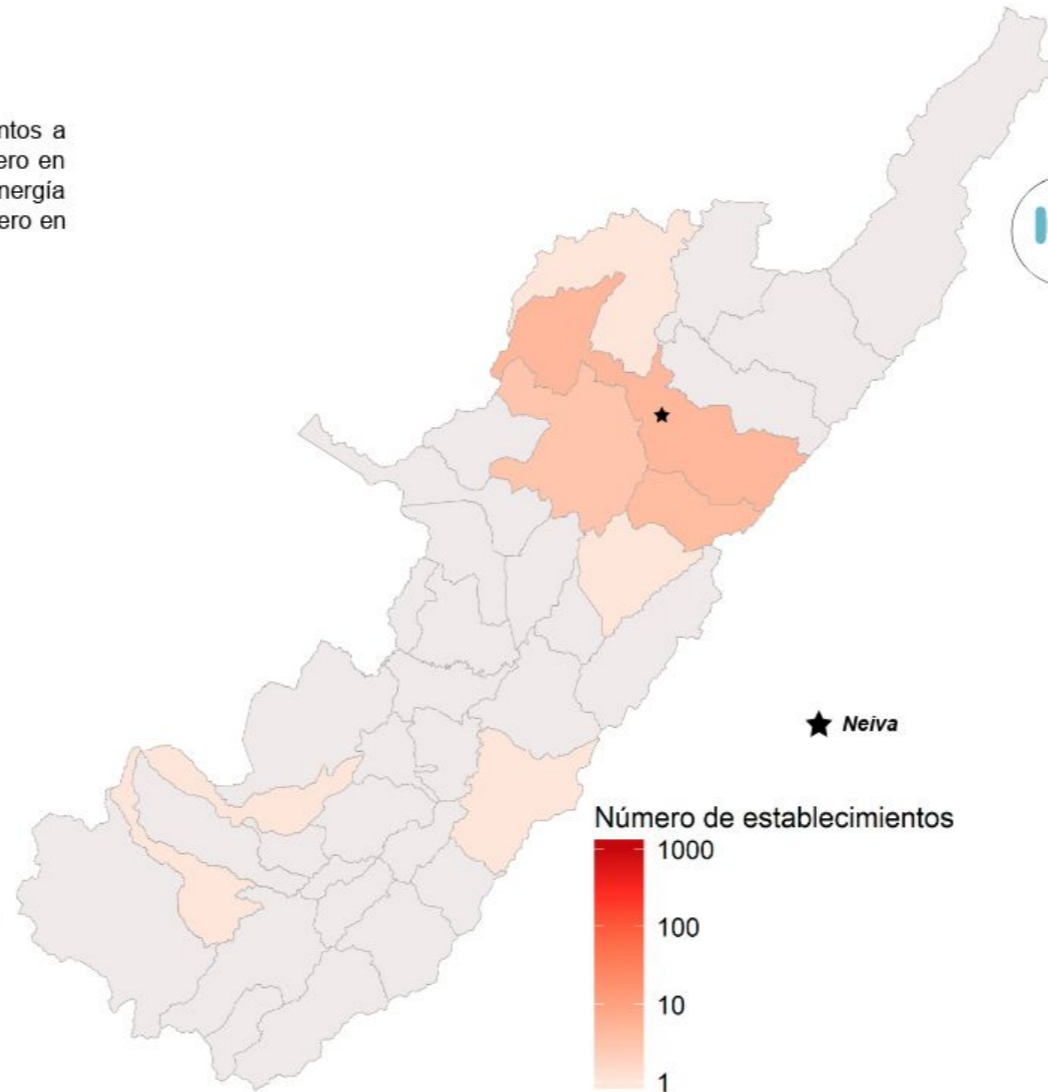 ntos a
ero en
nergía
ero en
Neiva
Número de establecimientos
1000
100
10
1